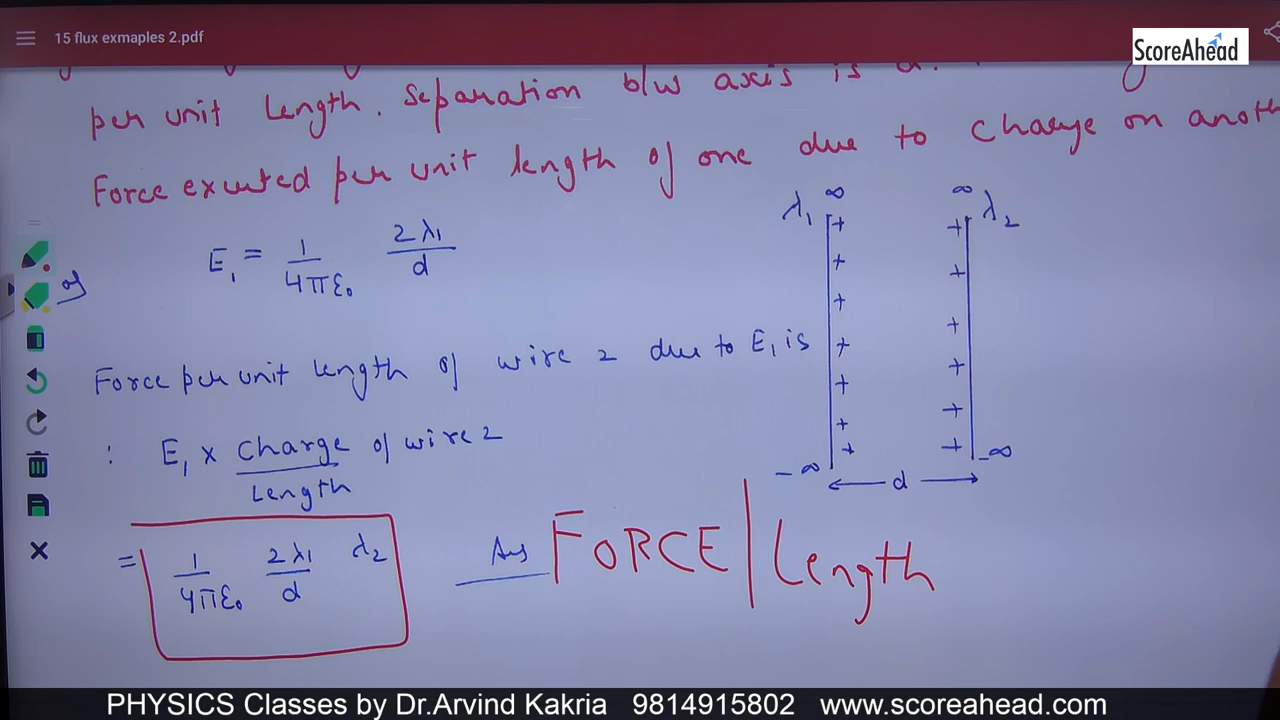 15 flux exmaples 2.pdf
ScoreAhead
per unit Length. Separation b/w axis is
Force exerted per unit length of one due to charge on anoth
λ₁ ∞ ∞ λ₂
E₁ = 1/4πε₀ 2λ₁/d
Force per unit length of wire 2 due to E₁ is
: E₁ x Charge/Length of wire 2
-∞ -∞
d
= 1/4πε₀ 2λ₁/d λ₂ Ans FORCE | Length
PHYSICS Classes by Dr.Arvind Kakria 9814915802 www.scoreahead.com